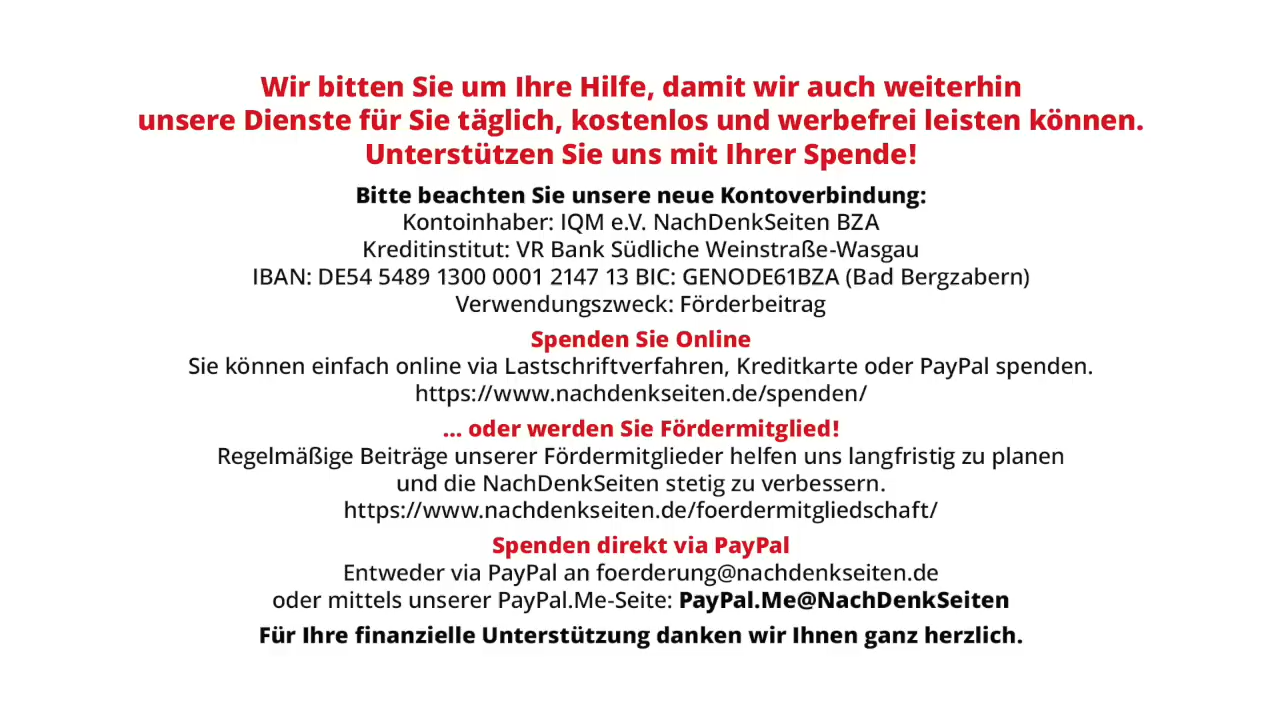 Wir bitten Sie um Ihre Hilfe, damit wir auch weiterhin
unsere Dienste für Sie täglich, kostenlos und werbefrei leisten können.
Unterstützen Sie uns mit Ihrer Spende!
Bitte beachten Sie unsere neue Kontoverbindung:
Kontoinhaber: IQM e.V. NachDenkSeiten BZA
Kreditinstitut: VR Bank Südliche Weinstraße-Wasgau
IBAN: DE54 5489 1300 0001 2147 13 BIC: GENODE61BZA (Bad Bergzabern)
Verwendungszweck: Förderbeitrag
Spenden Sie Online
Sie können einfach online via Lastschriftverfahren, Kreditkarte oder PayPal spenden.
https://www.nachdenkseiten.de/spenden/
... oder werden Sie Fördermitglied!
Regelmäßige Beiträge unserer Fördermitglieder helfen uns langfristig zu planen
und die NachDenkSeiten stetig zu verbessern.
https://www.nachdenkseiten.de/foerdermitgliedschaft/
Spenden direkt via PayPal
Entweder via PayPal an foerderung@nachdenkseiten.de
oder mittels unserer PayPal.Me-Seite: PayPal.Me@NachDenkSeiten
Für Ihre finanzielle Unterstützung danken wir Ihnen ganz herzlich.